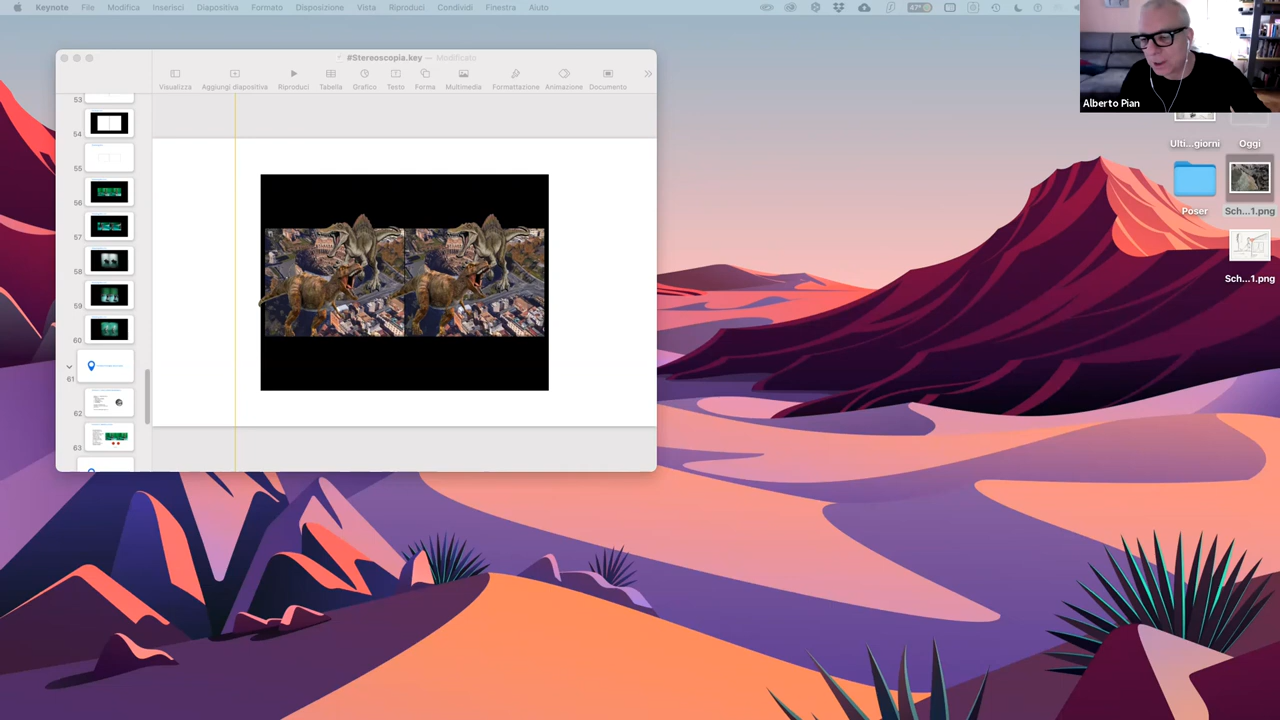 Keynote File Modifica Inserisci Diapositiva Formato Disposizione Vista Riproduci Condividi Finestra Aiuto
47°
#Stereoscopia.key — Modificato
Visualizza Aggiungi diapositiva Riproduci Tabella Grafico Testo Forma Multimedia Formattazione Animazione Documento
53
54
55
56
57
58
59
60
61
62
63
Alberto Pian
Ulti...giorni Oggi
Poser Sch...1.png
Sch...1.png